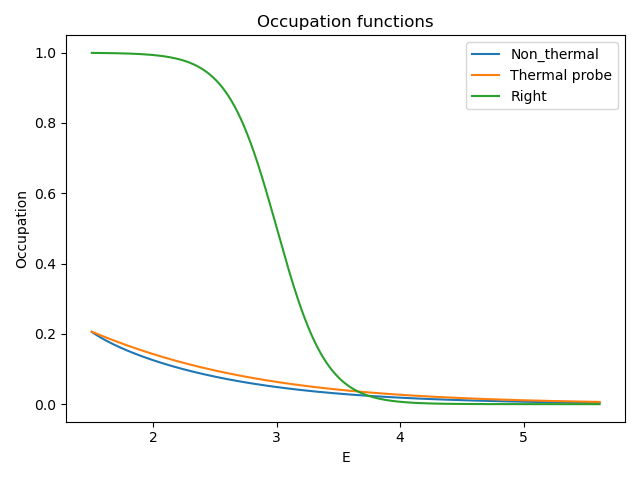 Occupation functions
Non_thermal
Thermal probe
Right
Occupation
1.0
0.8
0.6
0.4
0.2
0.0
2
3
4
5
E